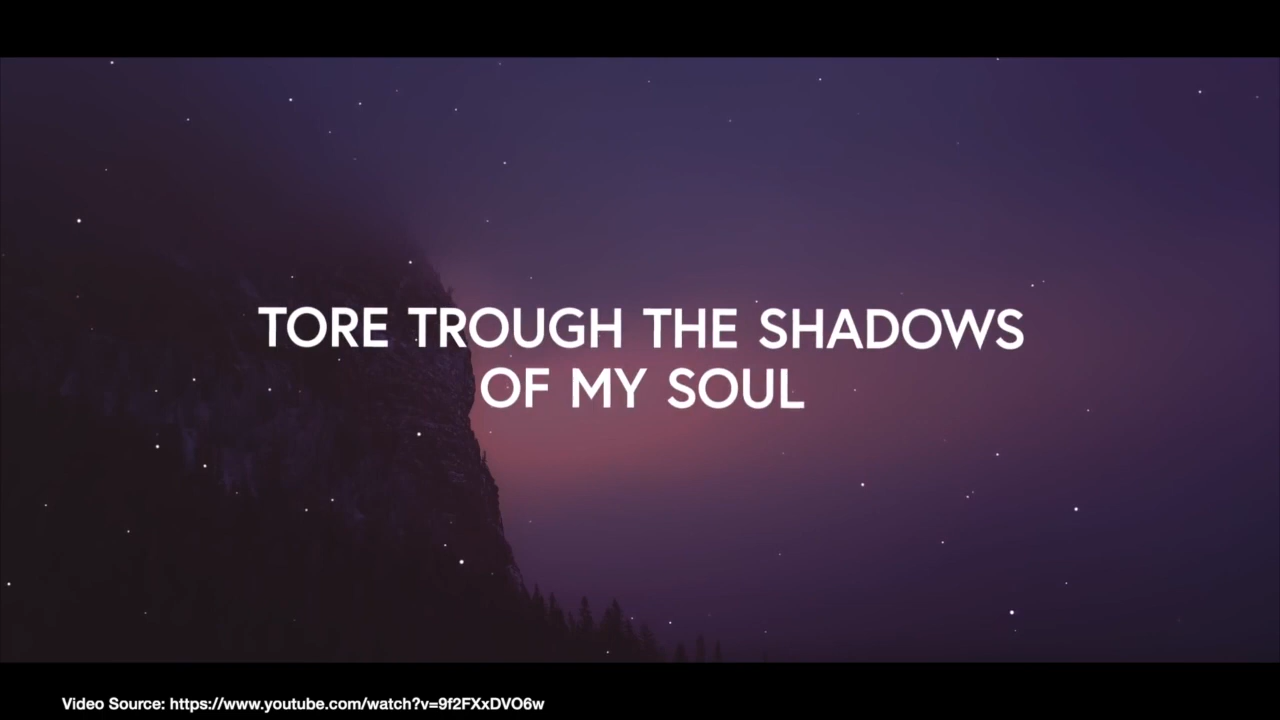 TORE TROUGH THE SHADOWS
OF MY SOUL
Video Source: https://www.youtube.com/watch?v=9f2FXxDVO6w